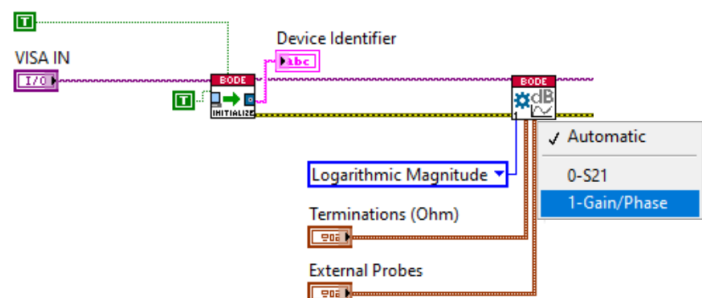 T
VISA IN
I/O
Device Identifier
abc
BODE
T
INITIALIZE
BODE
dB
1
Automatic
0-S21
1-Gain/Phase
Logarithmic Magnitude
Terminations (Ohm)
External Probes